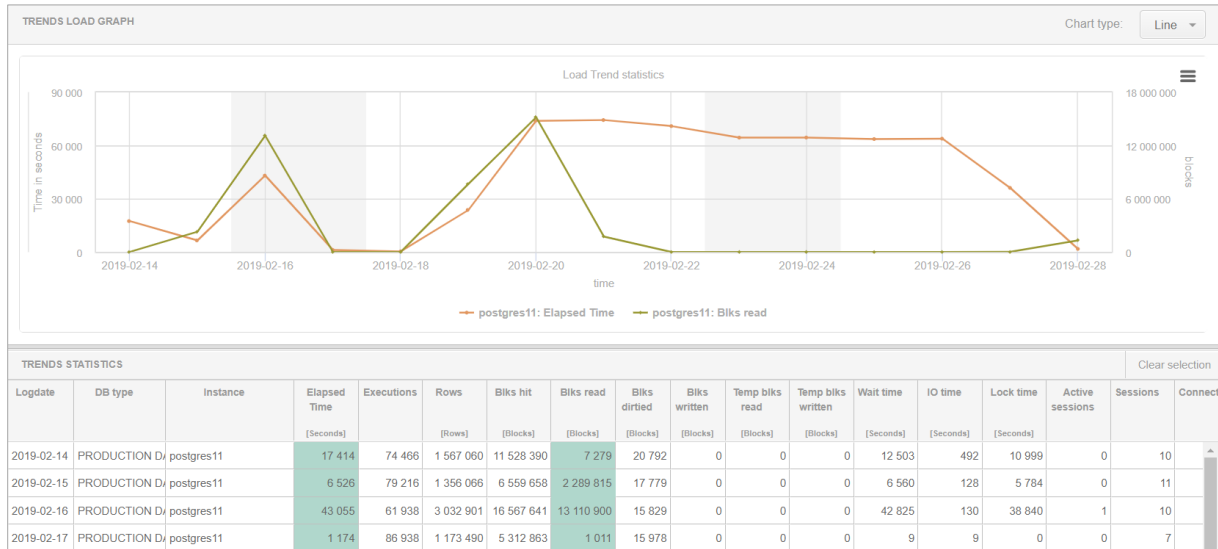 TRENDS LOAD GRAPH Chart type: Line
Load Trend statistics
90 000 18 000 000
60 000 12 000 000
30 000 6 000 000
0 0
Time in seconds
blocks
2019-02-14 2019-02-16 2019-02-18 2019-02-20 2019-02-22 2019-02-24 2019-02-26 2019-02-28
time
postgres11: Elapsed Time postgres11: Blks read
TRENDS STATISTICS Clear selection
Logdate DB type Instance Elapsed Time Executions Rows Blks hit Blks read Blks dirtied Blks written Temp blks read Temp blks written Wait time IO time Lock time Active sessions Sessions Connect
[Seconds] [Rows] [Blocks] [Blocks] [Blocks] [Blocks] [Blocks] [Blocks] [Seconds] [Seconds] [Seconds]
2019-02-14 PRODUCTION DA postgres11 17 414 74 466 1 567 060 11 528 390 7 279 20 792 0 0 0 12 503 492 10 999 0 10
2019-02-15 PRODUCTION DA postgres11 6 526 79 216 1 356 066 6 559 658 2 289 815 17 779 0 0 0 6 560 128 5 784 0 11
2019-02-16 PRODUCTION DA postgres11 43 055 61 938 3 032 901 16 567 641 13 110 900 15 829 0 0 0 42 825 130 38 840 1 10
2019-02-17 PRODUCTION DA postgres11 1 174 86 938 1 173 490 5 312 863 1 011 15 978 0 0 0 9 9 0 0 7